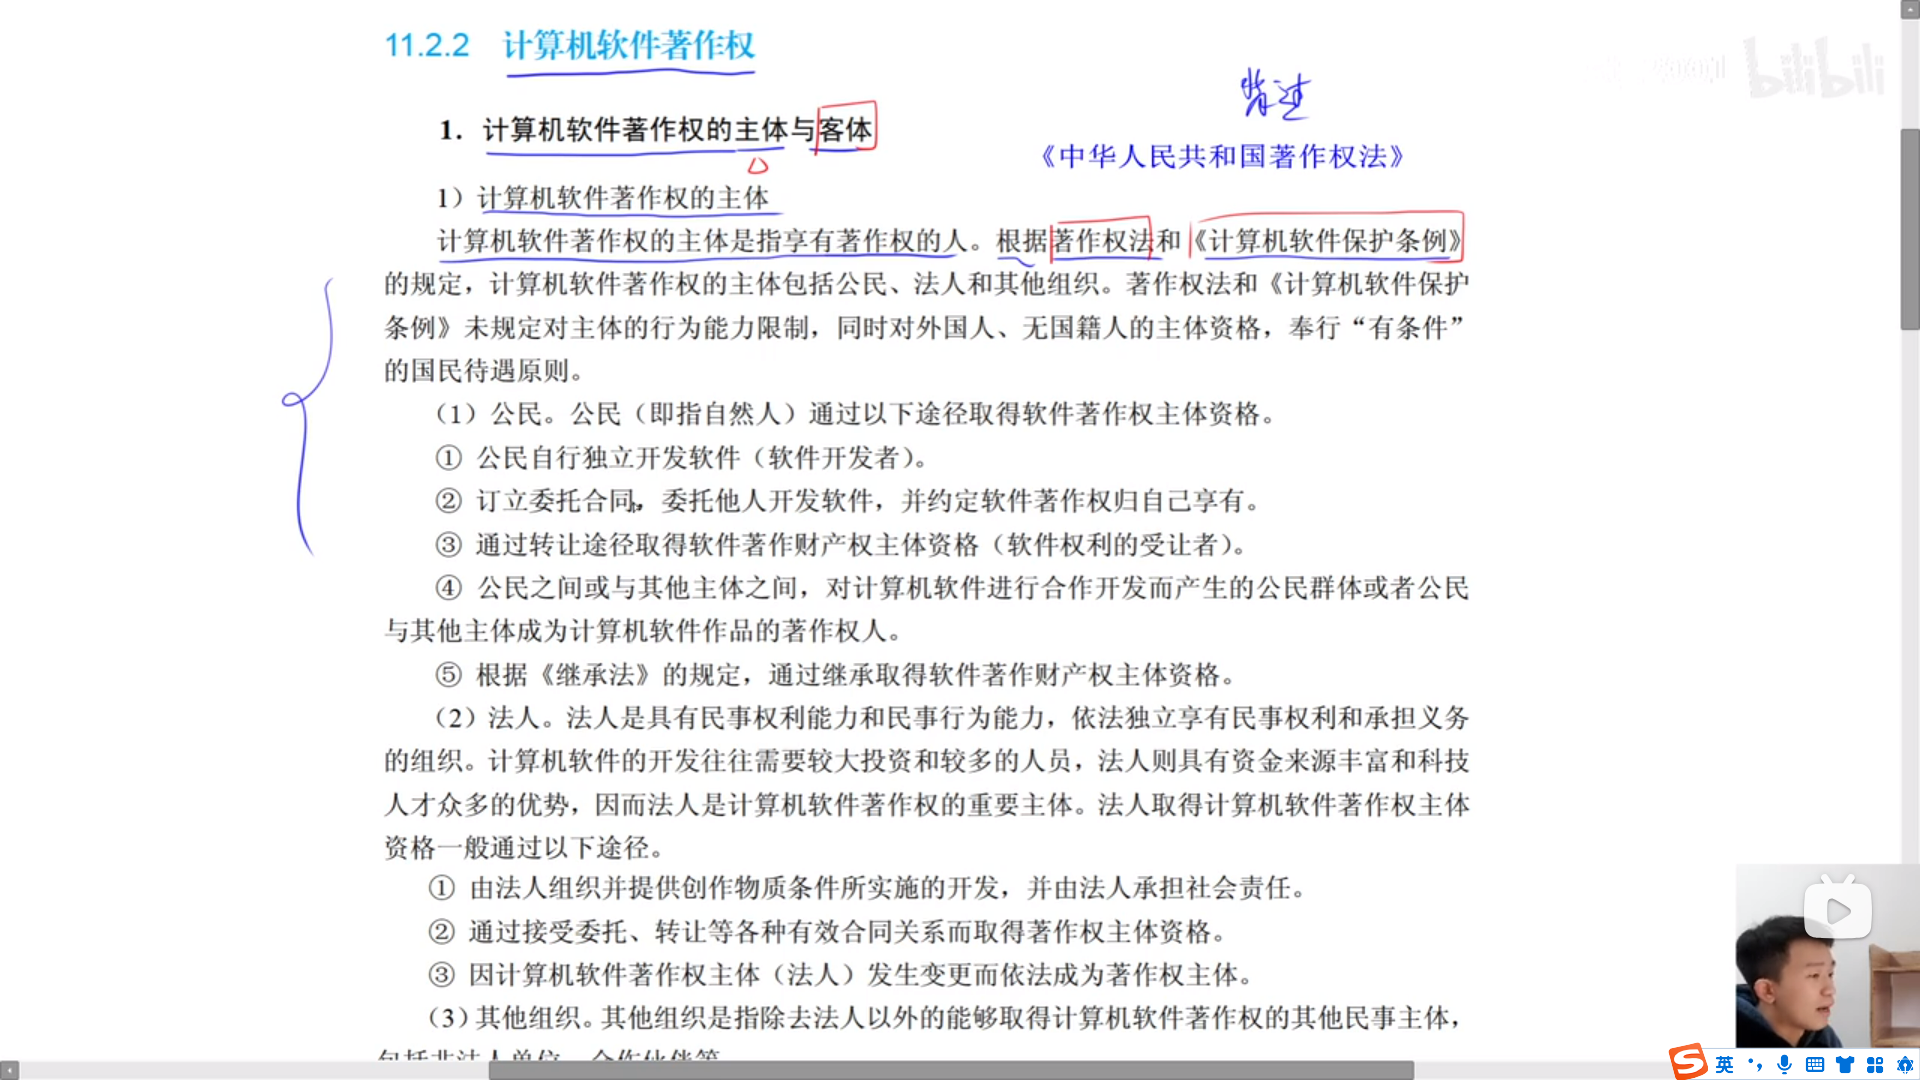 11.2.2 计算机软件著作权
bilibili
背过
1. 计算机软件著作权的主体与客体
《中华人民共和国著作权法》
1）计算机软件著作权的主体
计算机软件著作权的主体是指享有著作权的人。根据著作权法和《计算机软件保护条例》
的规定，计算机软件著作权的主体包括公民、法人和其他组织。著作权法和《计算机软件保护
条例》未规定对主体的行为能力限制，同时对外国人、无国籍人的主体资格，奉行“有条件”
的国民待遇原则。
（1）公民。公民（即指自然人）通过以下途径取得软件著作权主体资格。
① 公民自行独立开发软件（软件开发者）。
② 订立委托合同，委托他人开发软件，并约定软件著作权归自己享有。
③ 通过转让途径取得软件著作财产权主体资格（软件权利的受让者）。
④ 公民之间或与其他主体之间，对计算机软件进行合作开发而产生的公民群体或者公民
与其他主体成为计算机软件作品的著作权人。
⑤ 根据《继承法》的规定，通过继承取得软件著作财产权主体资格。
（2）法人。法人是具有民事权利能力和民事行为能力，依法独立享有民事权利和承担义务
的组织。计算机软件的开发往往需要较大投资和较多的人员，法人则具有资金来源丰富和科技
人才众多的优势，因而法人是计算机软件著作权的重要主体。法人取得计算机软件著作权主体
资格一般通过以下途径。
① 由法人组织并提供创作物质条件所实施的开发，并由法人承担社会责任。
② 通过接受委托、转让等各种有效合同关系而取得著作权主体资格。
③ 因计算机软件著作权主体（法人）发生变更而依法成为著作权主体。
（3）其他组织。其他组织是指除去法人以外的能够取得计算机软件著作权的其他民事主体，
包括非法人单位、合作伙伴等
英